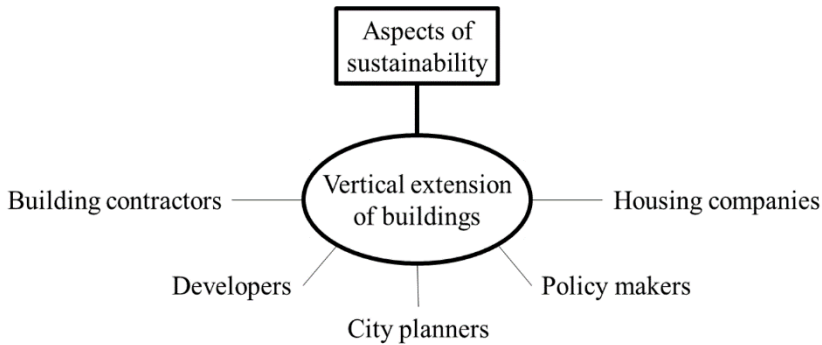 Aspects of
sustainability
Vertical extension
of buildings
Building contractors
Housing companies
Developers
Policy makers
City planners